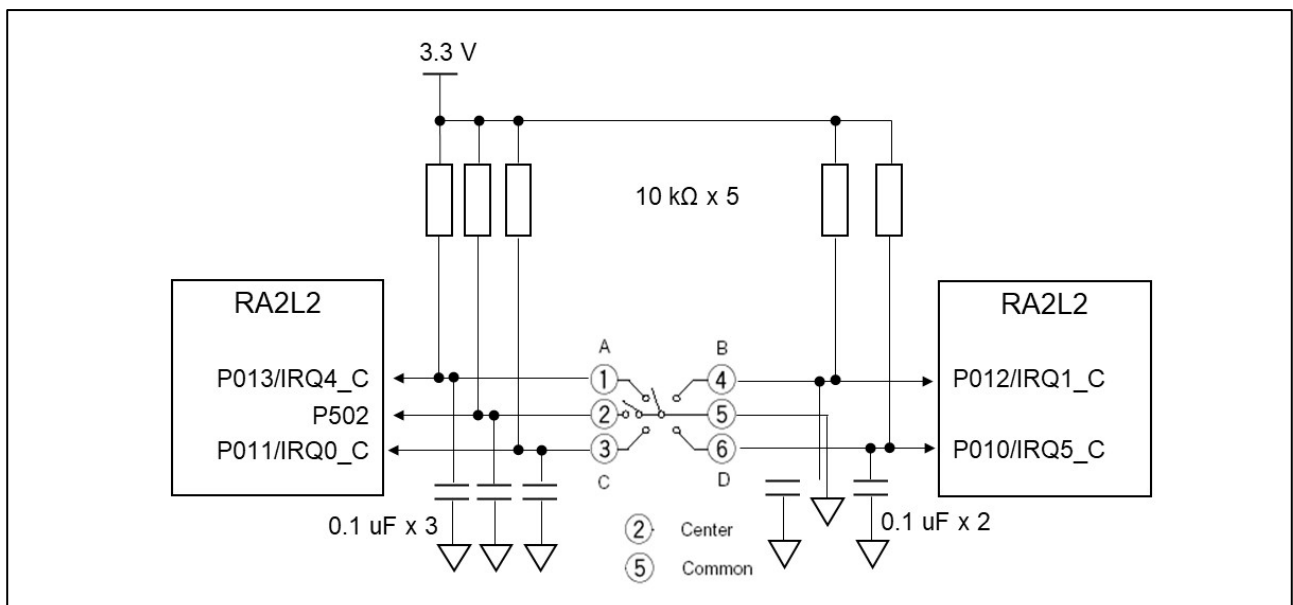 3.3 V
10 kΩ x 5
RA2L2
RA2L2
A
B
P013/IRQ4_C
1
4
P012/IRQ1_C
P502
2
5
P011/IRQ0_C
3
6
P010/IRQ5_C
C
D
0.1 uF x 3
0.1 uF x 2
2 Center
5 Common